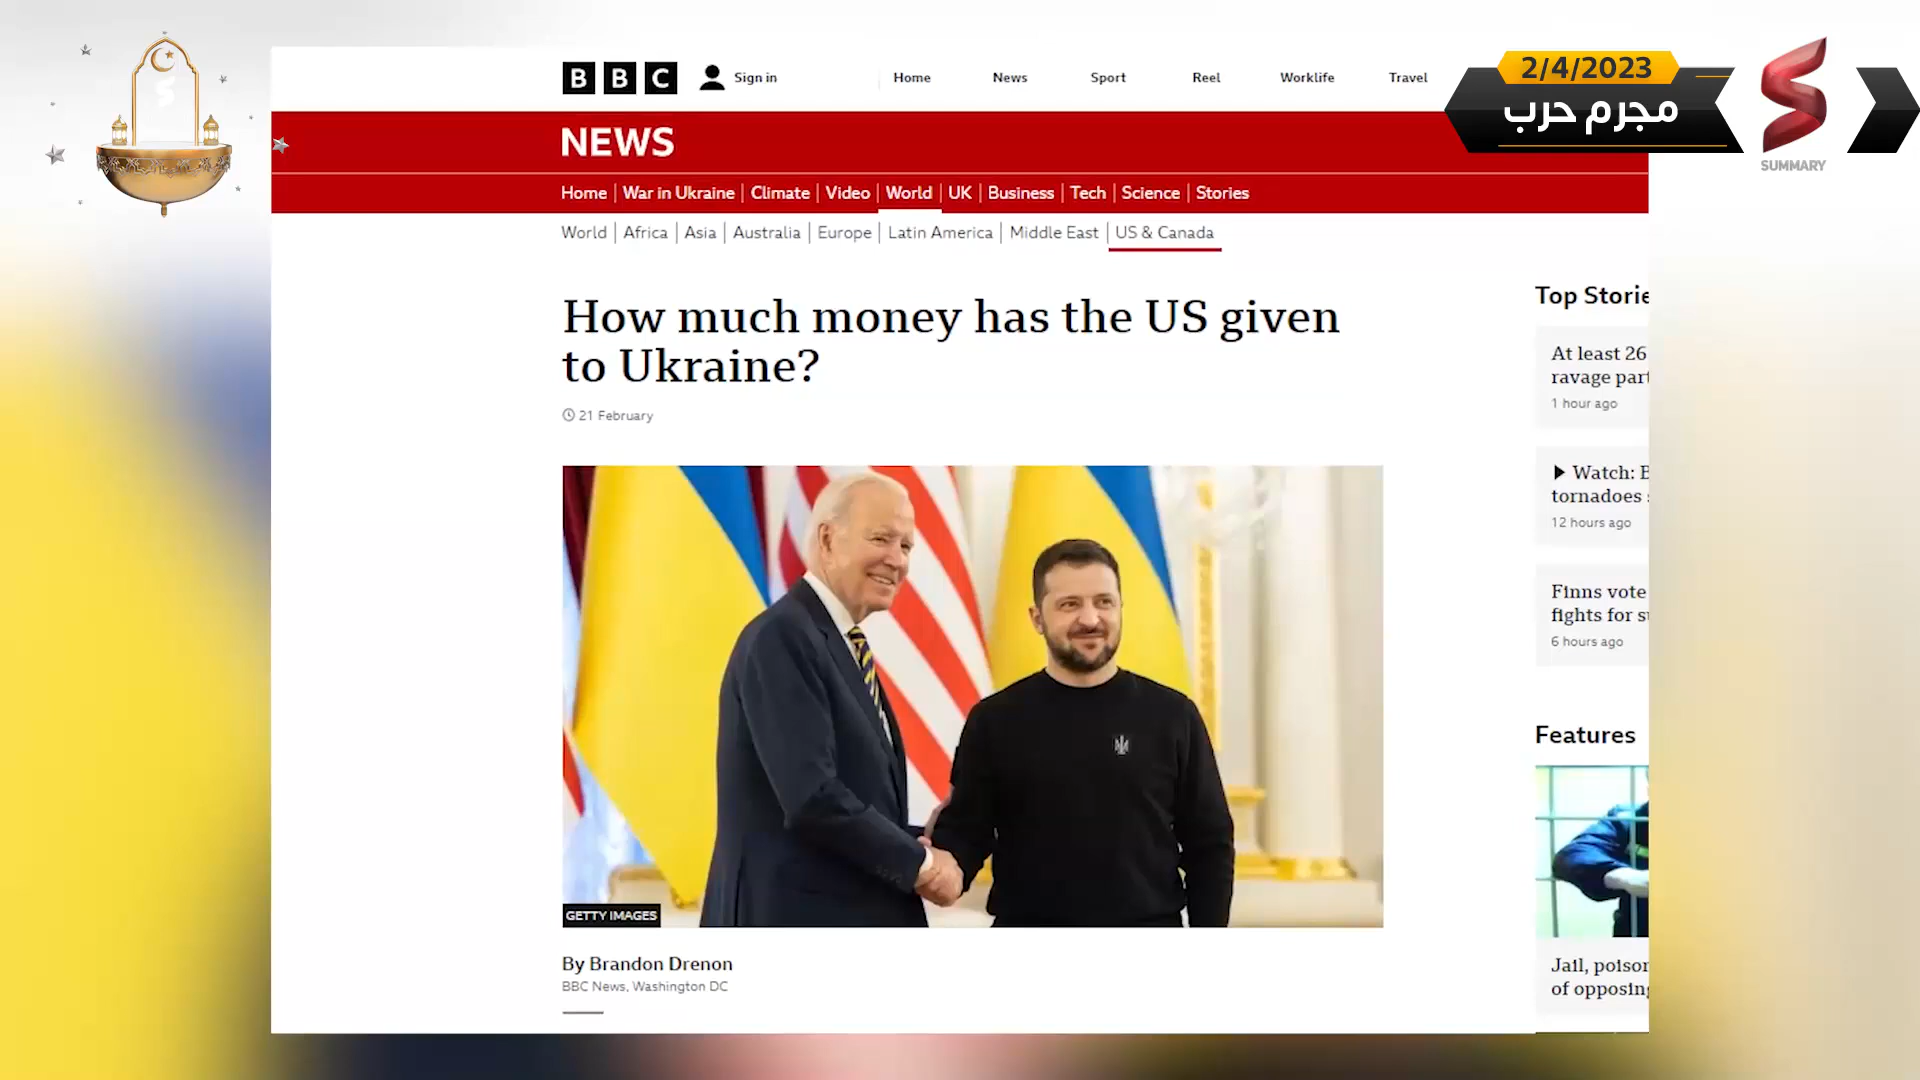 BBC
Sign in
Home
News
Sport
Reel
Worklife
Travel
2/4/2023
مجرم حرب
SUMMARY
NEWS
Home
War in Ukraine
Climate
Video
World
UK
Business
Tech
Science
Stories
World
Africa
Asia
Australia
Europe
Latin America
Middle East
US & Canada
How much money has the US given
to Ukraine?
21 February
GETTY IMAGES
By Brandon Drenon
BBC News, Washington DC
Top Storie
At least 26
ravage part
1 hour ago
Watch: B
tornadoes
12 hours ago
Finns vote
fights for
6 hours ago
Features
Jail, poison
of opposing